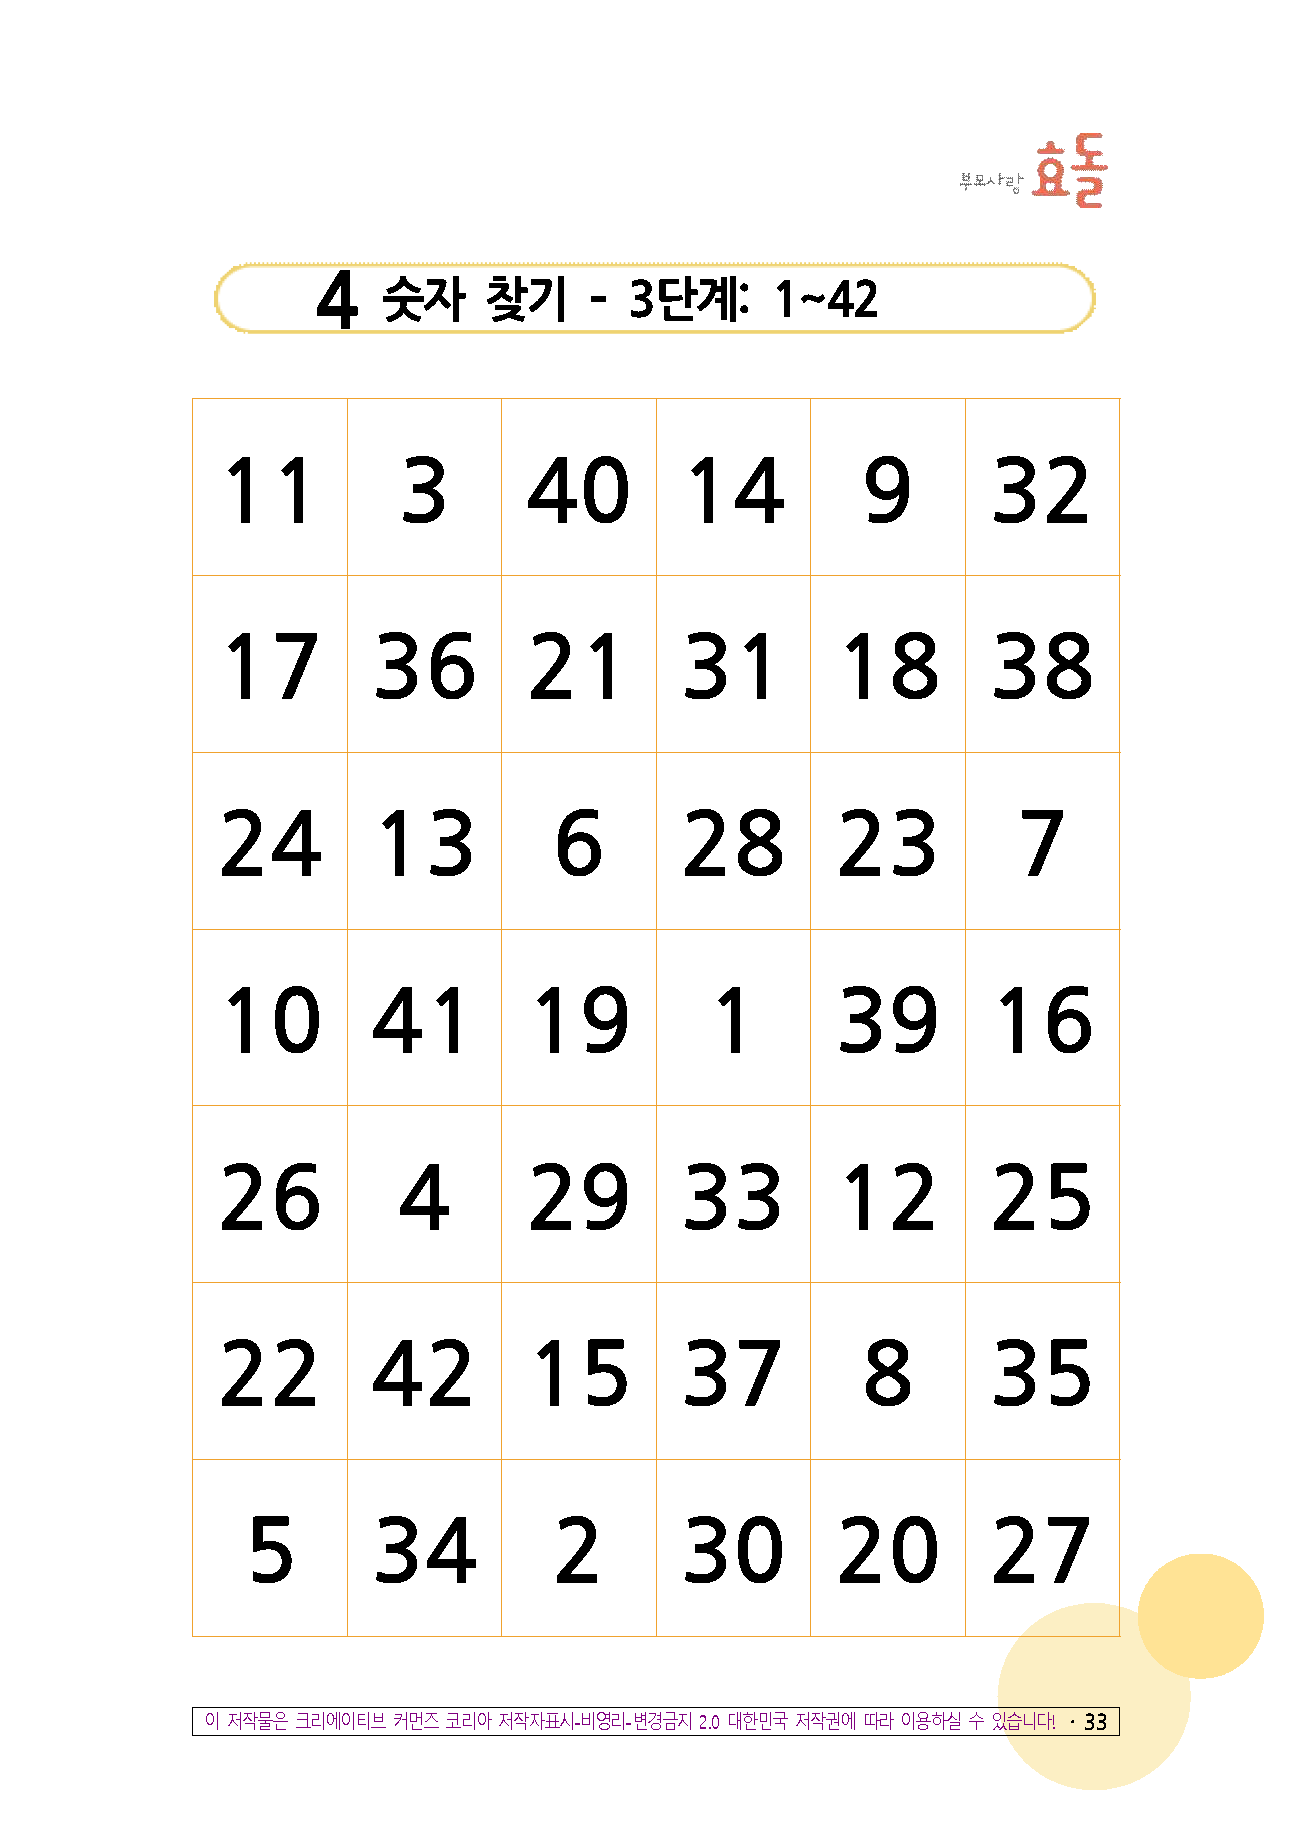 부모사랑 효돌
4 숫자 찾기 - 3단계: 1~42
11 3 40 14 9 32
17 36 21 31 18 38
24 13 6 28 23 7
10 41 19 1 39 16
26 4 29 33 12 25
22 42 15 37 8 35
5 34 2 30 20 27
이 저작물은 크리에이티브 커먼즈 코리아 저작자표시-비영리-변경금지 2.0 대한민국 저작권에 따라 이용하실 수 있습니다! · 33